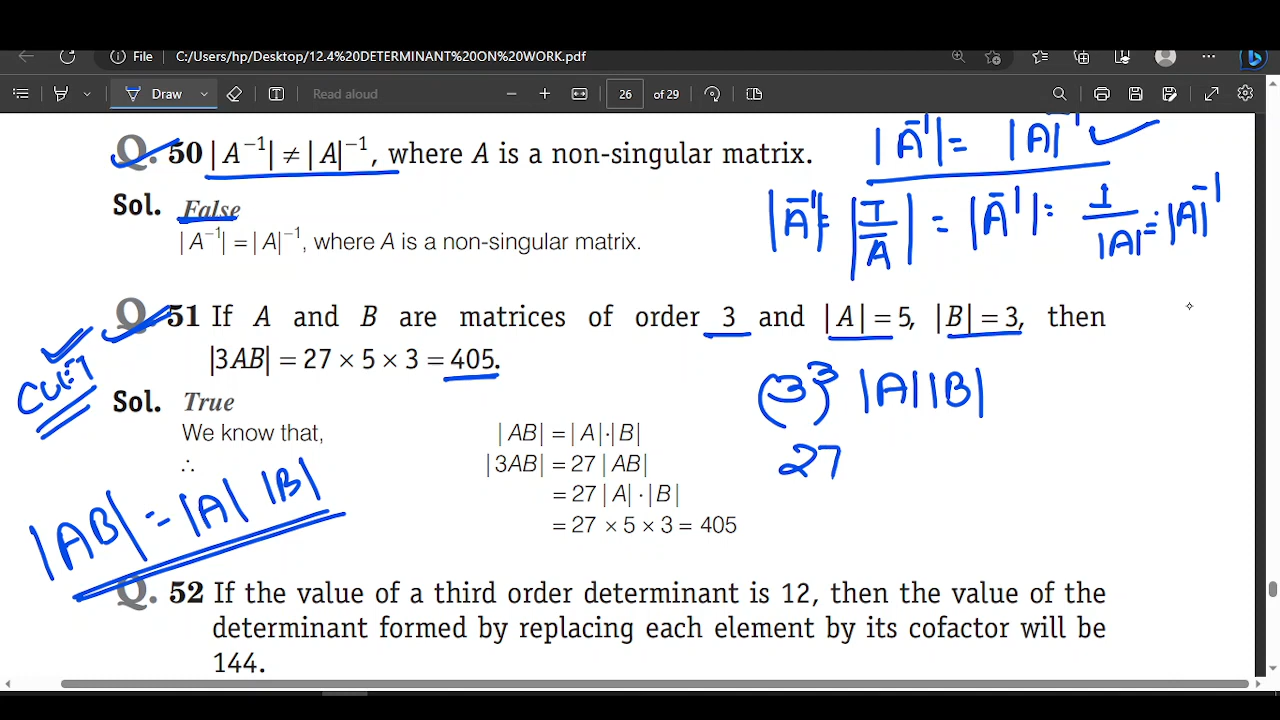 File C:/Users/hp/Desktop/12.4%20DETERMINANT%20ON%20WORK.pdf
Draw Read aloud 26 of 29
Q. 50 |A⁻¹| ≠ |A|⁻¹, where A is a non-singular matrix.
|A⁻¹| = |A|⁻¹
Sol. False
|A⁻¹| = |I/A| = |A⁻¹| = 1/|A| = |A|⁻¹
|A⁻¹| = |A|⁻¹, where A is a non-singular matrix.
Q. 51 If A and B are matrices of order 3 and |A| = 5, |B| = 3, then
|3AB| = 27 × 5 × 3 = 405.
CUET
(3)³ |A| |B|
27
Sol. True
We know that, |AB| = |A|·|B|
∴ |3AB| = 27 |AB|
= 27 |A| · |B|
= 27 × 5 × 3 = 405
|AB| = |A| |B|
Q. 52 If the value of a third order determinant is 12, then the value of the
determinant formed by replacing each element by its cofactor will be
144.